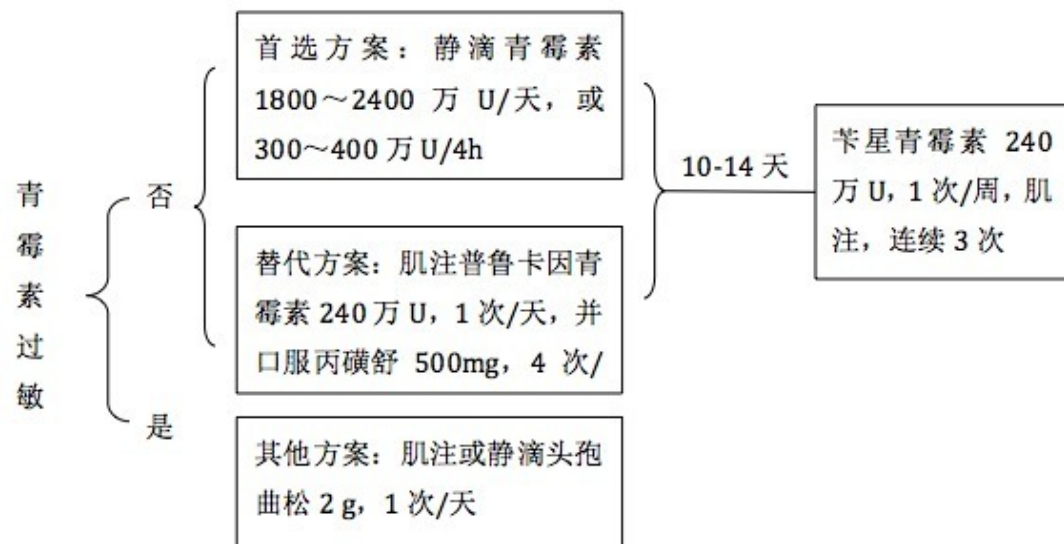 青霉素过敏
否
是
首选方案：静滴青霉素
1800～2400 万 U/天，或
300～400 万 U/4h
替代方案：肌注普鲁卡因青
霉素 240 万 U，1 次/天，并
口服丙磺舒 500mg，4 次/
其他方案：肌注或静滴头孢
曲松 2 g，1 次/天
10-14 天
苄星青霉素 240
万 U，1 次/周，肌
注，连续 3 次